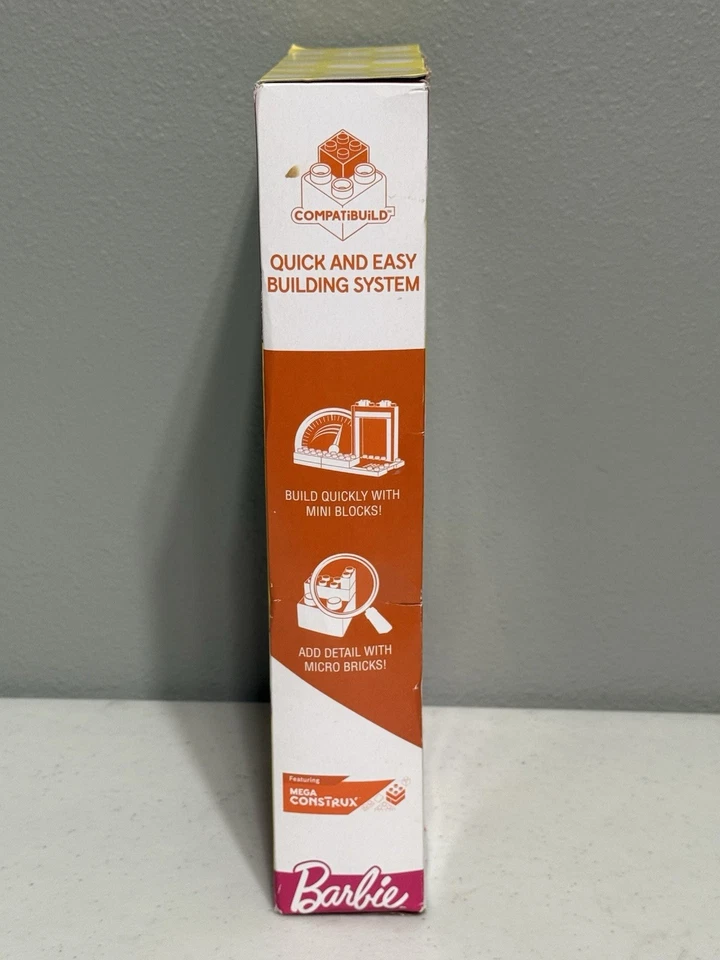 COMPATiBUiLD™
QUICK AND EASY
BUILDING SYSTEM
BUILD QUICKLY WITH
MINI BLOCKS!
ADD DETAIL WITH
MICRO BRICKS!
Featuring
MEGA
CONSTRUX
Barbie